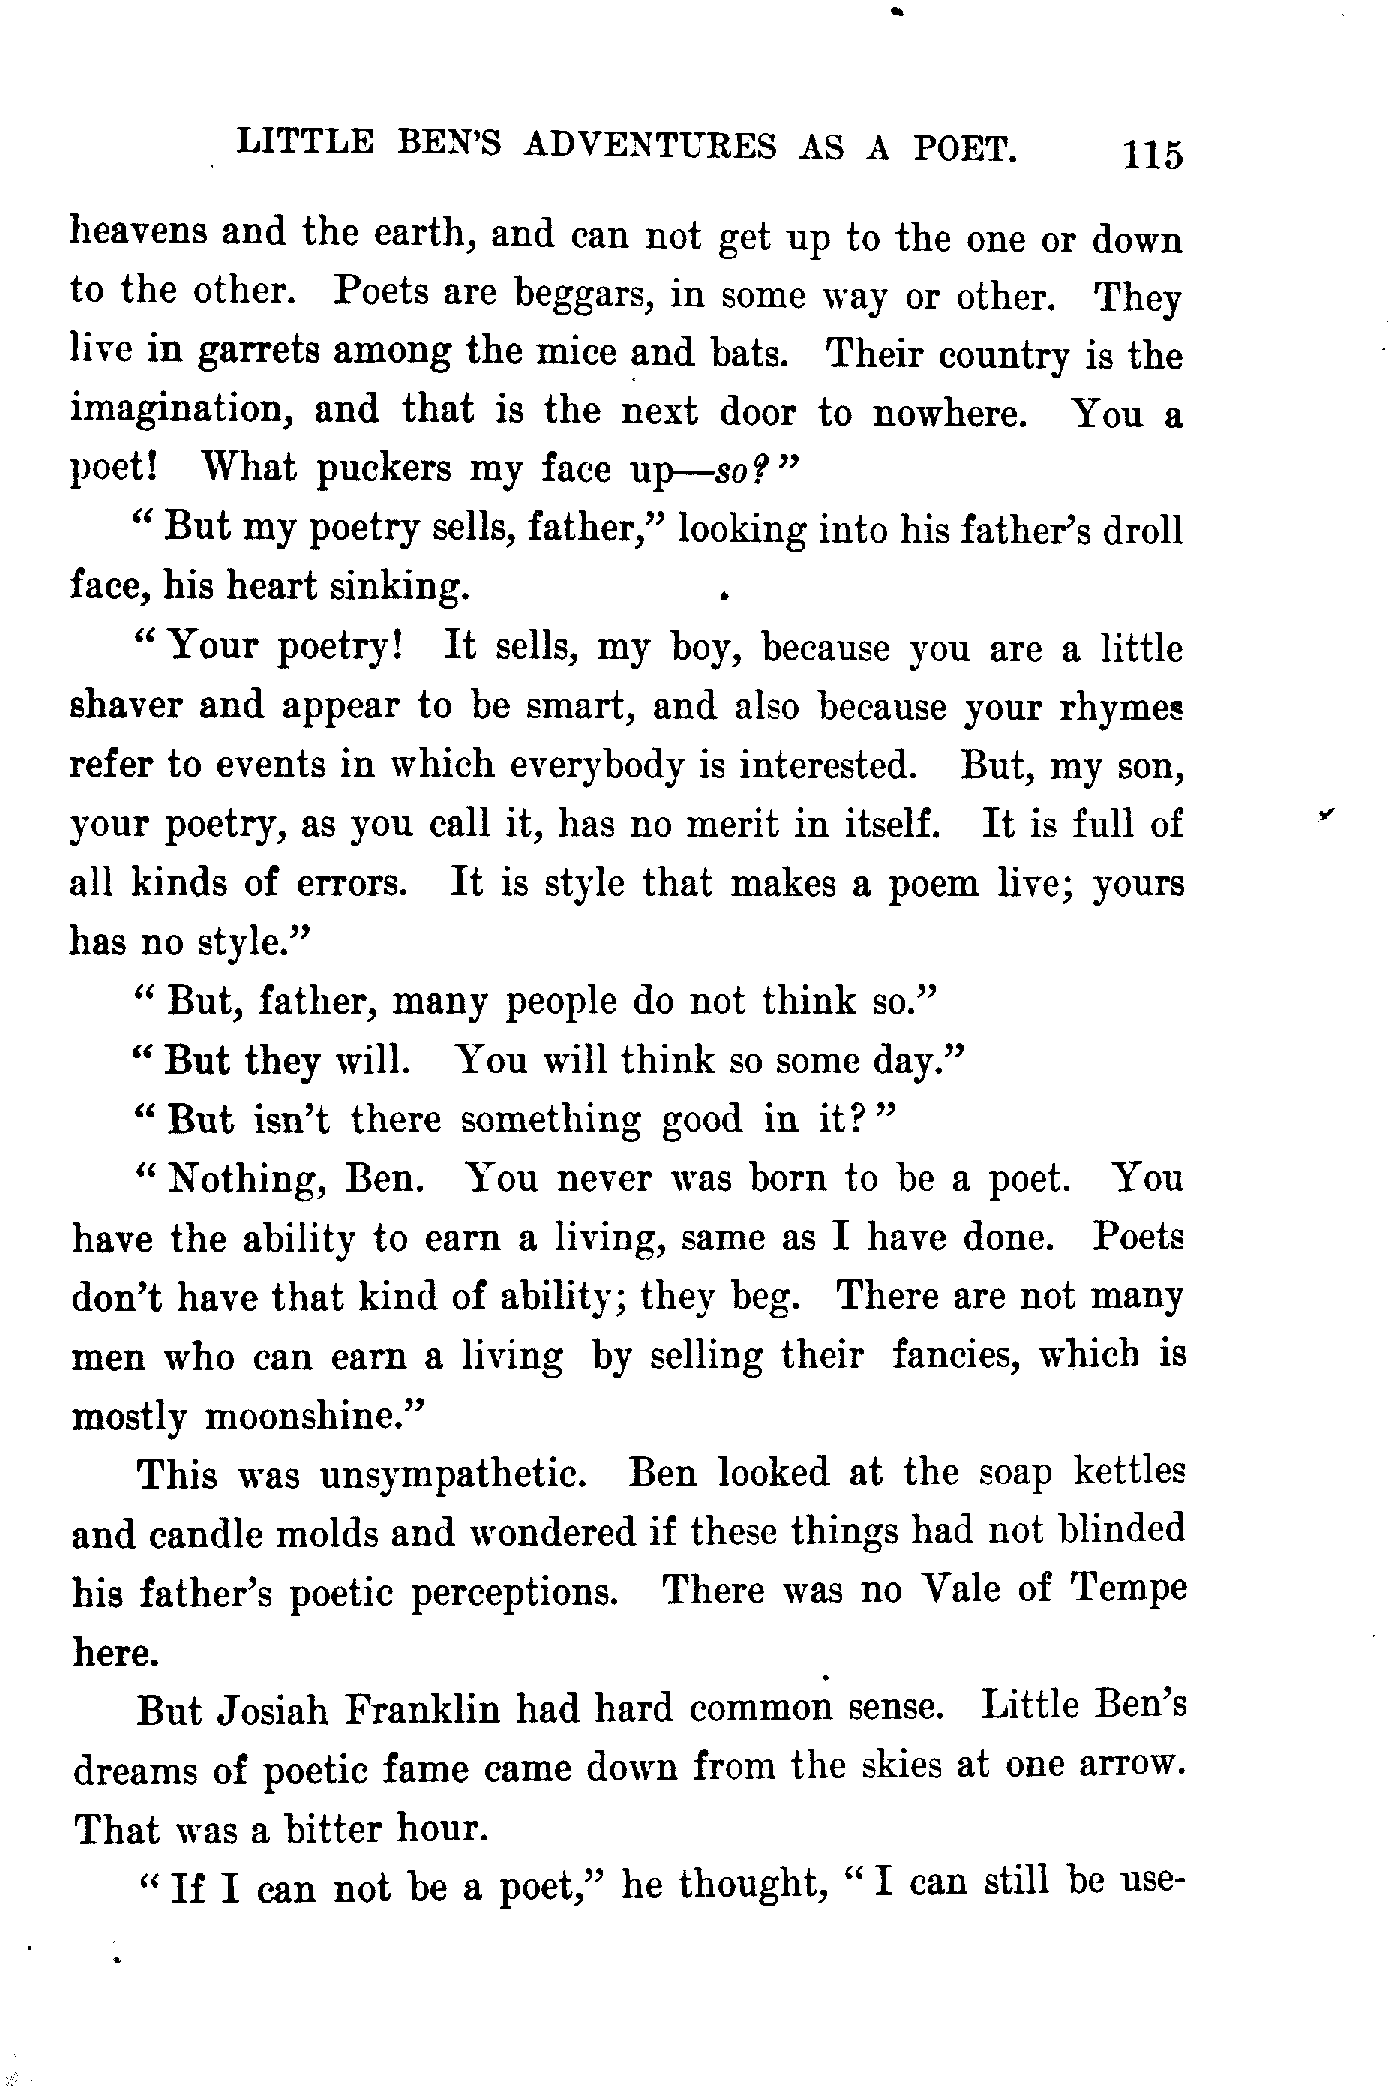 LITTLE BEN'S ADVENTURES AS A POET. 115
heavens and the earth, and can not get up to the one or down
to the other. Poets are beggars, in some way or other. They
live in garrets among the mice and bats. Their country is the
imagination, and that is the next door to nowhere. You a
poet! What puckers my face up—so?"
"But my poetry sells, father," looking into his father's droll
face, his heart sinking.
"Your poetry! It sells, my boy, because you are a little
shaver and appear to be smart, and also because your rhymes
refer to events in which everybody is interested. But, my son,
your poetry, as you call it, has no merit in itself. It is full of
all kinds of errors. It is style that makes a poem live; yours
has no style."
"But, father, many people do not think so."
"But they will. You will think so some day."
"But isn't there something good in it?"
"Nothing, Ben. You never was born to be a poet. You
have the ability to earn a living, same as I have done. Poets
don't have that kind of ability; they beg. There are not many
men who can earn a living by selling their fancies, which is
mostly moonshine."
This was unsympathetic. Ben looked at the soap kettles
and candle molds and wondered if these things had not blinded
his father's poetic perceptions. There was no Vale of Tempe
here.
But Josiah Franklin had hard common sense. Little Ben's
dreams of poetic fame came down from the skies at one arrow.
That was a bitter hour.
"If I can not be a poet," he thought, "I can still be use-